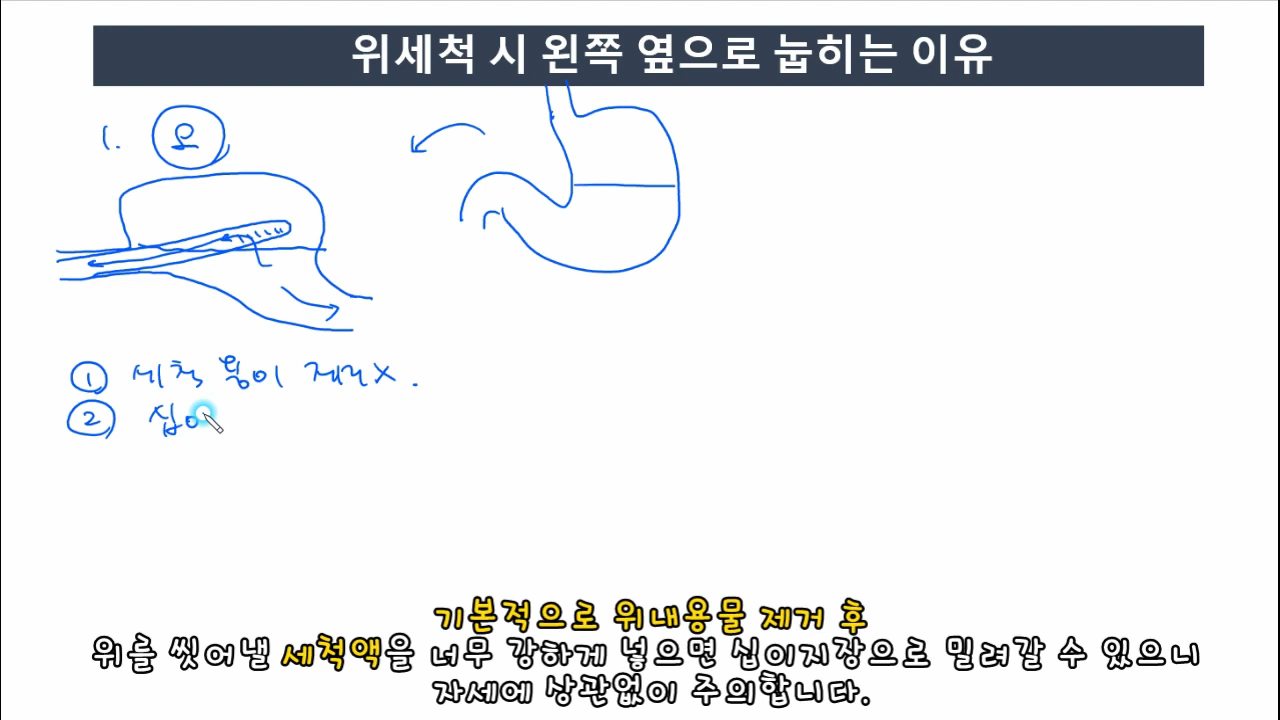 위세척 시 왼쪽 옆으로 눕히는 이유
1. 오
① 세척 용이 제거X.
② 십이
기본적으로 위내용물 제거 후
위를 씻어낼 세척액을 너무 강하게 넣으면 십이지장으로 밀려갈 수 있으니
자세에 상관없이 주의합니다.